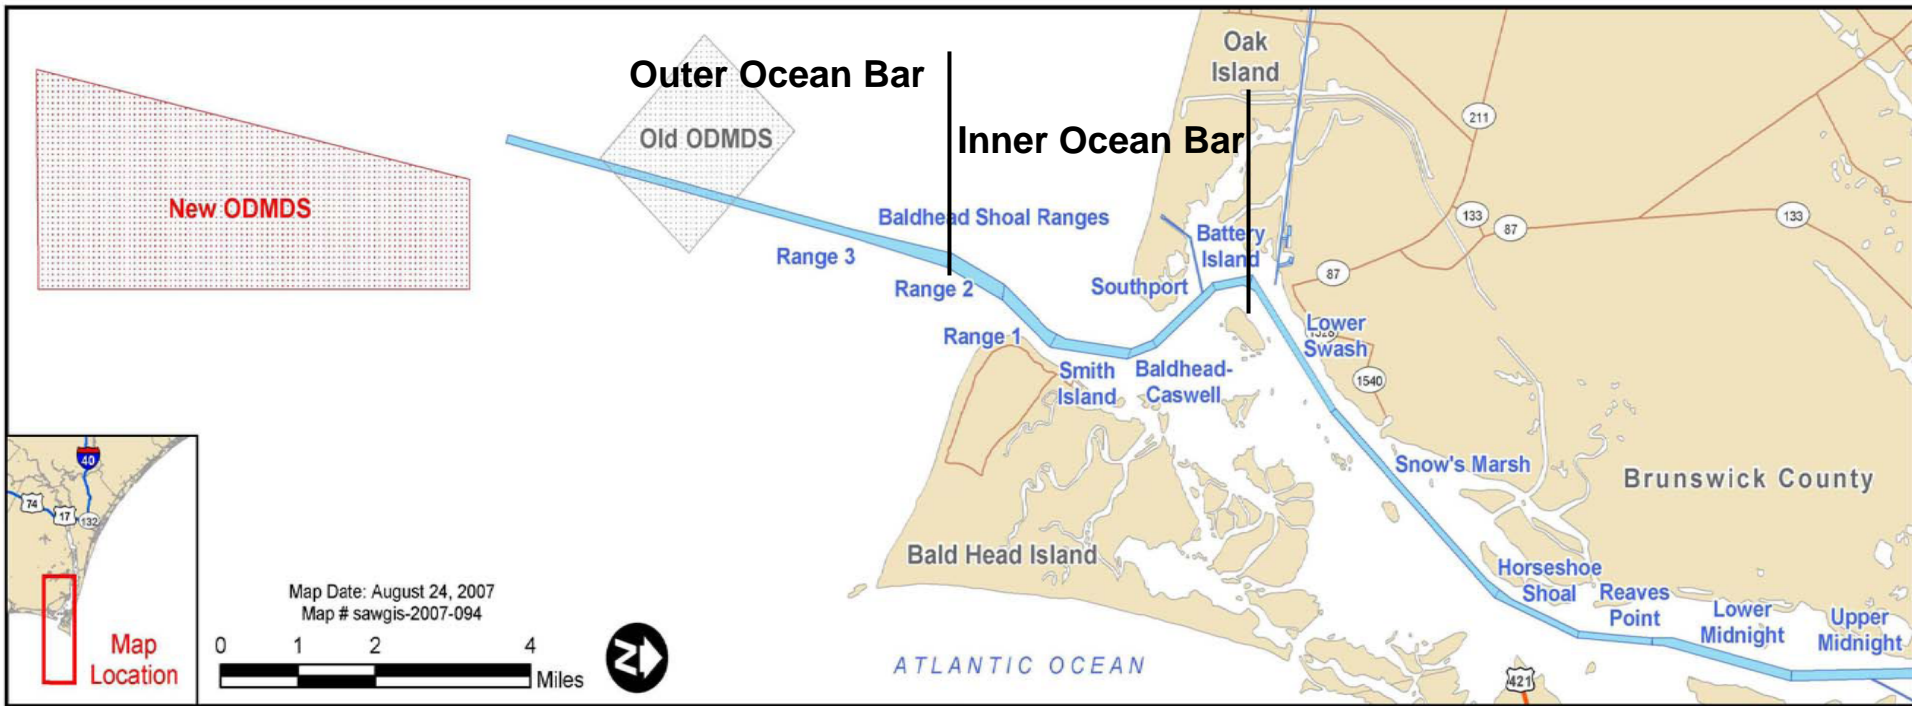 Outer Ocean Bar
Oak
Island
Old ODMDS
Inner Ocean Bar
211
New ODMDS
Baldhead Shoal Ranges
133
87
133
Battery
Island
Range 3
87
Southport
Range 2
Range 1
Lower
Swash
Smith
Island
Baldhead-
Caswell
1540
Snow's Marsh
Brunswick County
40
74
17
132
Bald Head Island
Horseshoe
Shoal
Reaves
Point
Lower
Midnight
Upper
Midnight
Map Date: August 24, 2007
Map # sawgis-2007-094
0 1 2 4
Miles
N
Map
Location
ATLANTIC OCEAN
421